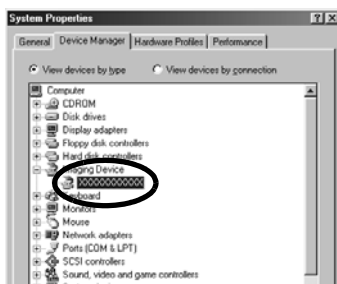 System Properties
General Device Manager Hardware Profiles Performance
View devices by type View devices by connection
Computer
CDROM
Disk drives
Display adapters
Floppy disk controllers
Hard disk controllers
Imaging Device
XXXXXXXXXXX
Keyboard
Monitors
Mouse
Network adapters
Ports (COM & LPT)
SCSI controllers
Sound, video and game controllers